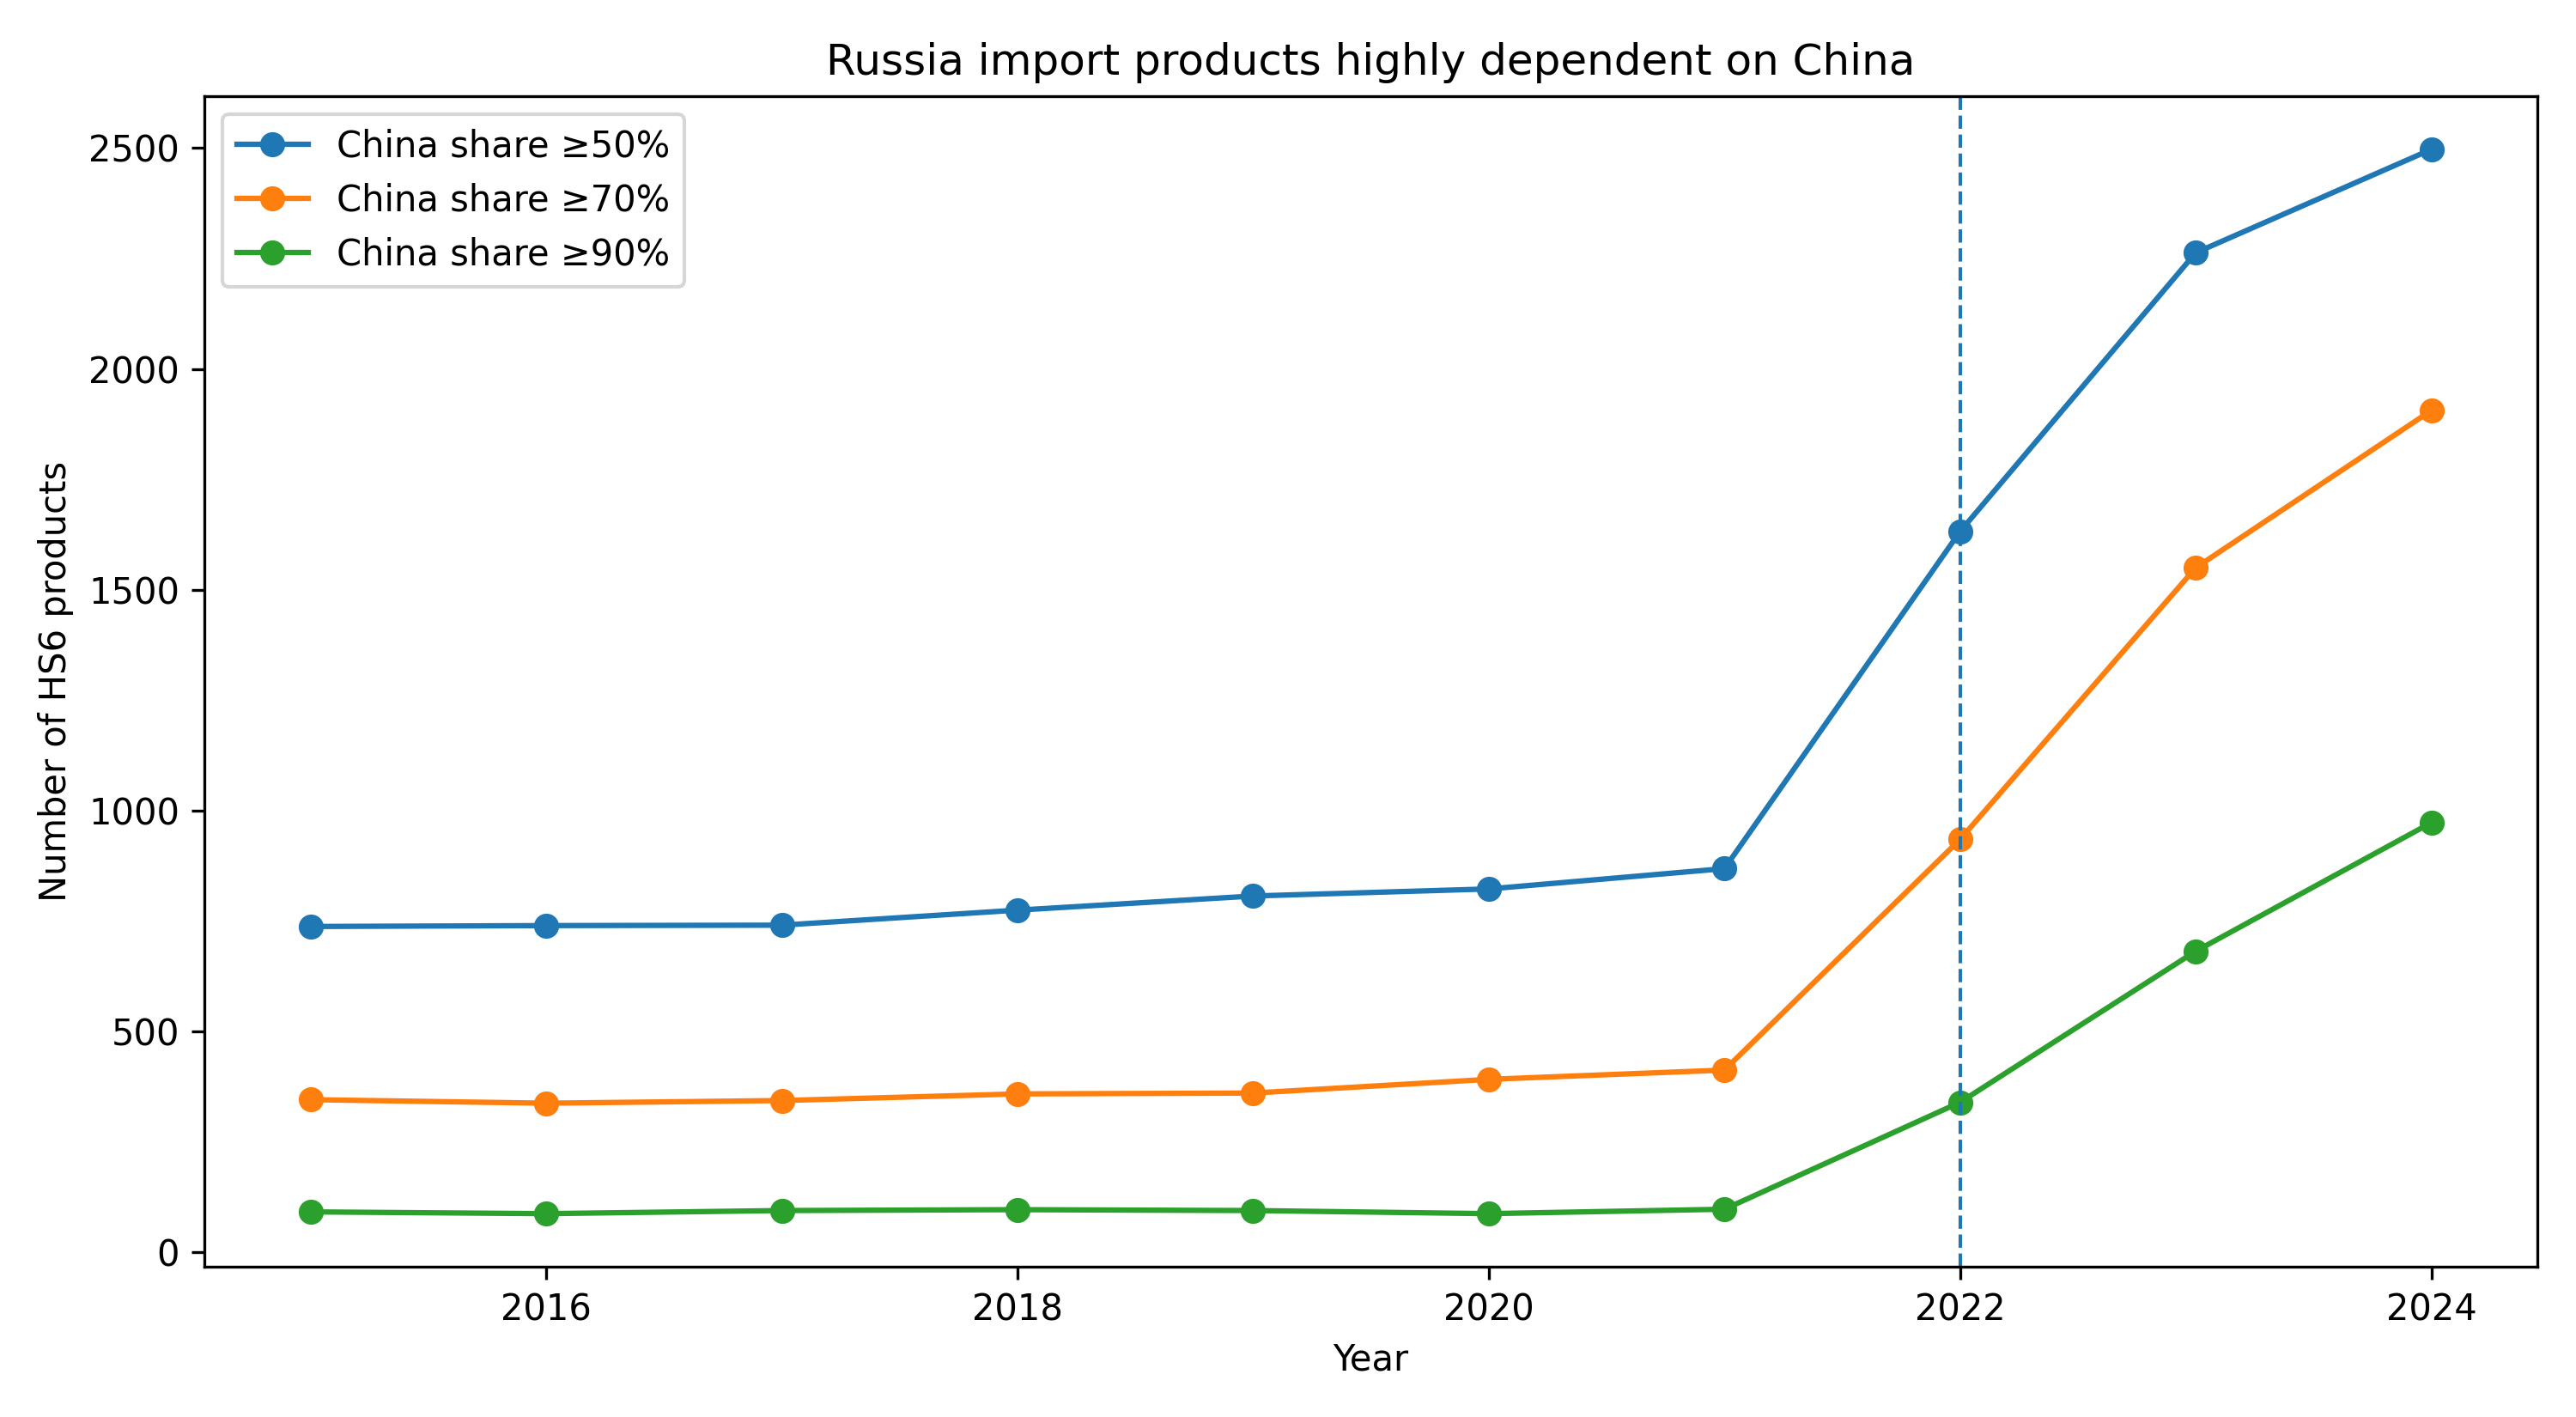 Russia import products highly dependent on China
China share ≥50%
China share ≥70%
China share ≥90%
Number of HS6 products
2500
2000
1500
1000
500
0
2016 2018 2020 2022 2024
Year